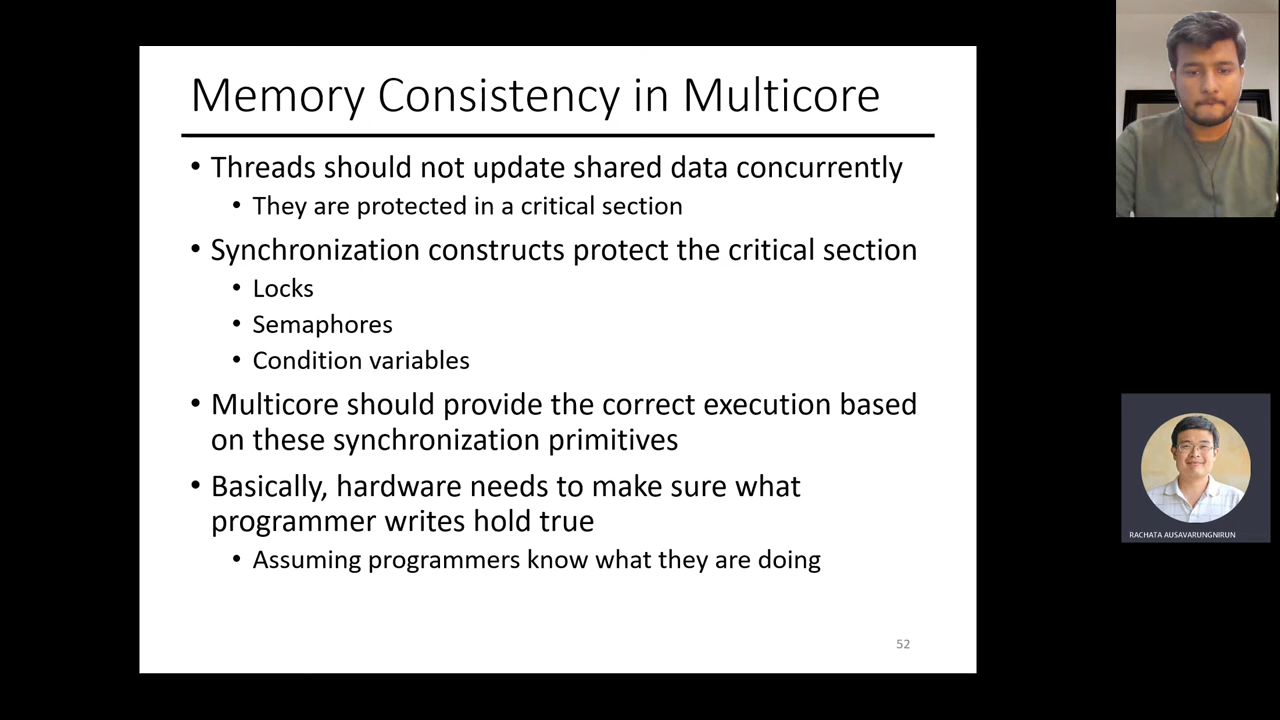 Memory Consistency in Multicore
• Threads should not update shared data concurrently
• They are protected in a critical section
• Synchronization constructs protect the critical section
• Locks
• Semaphores
• Condition variables
• Multicore should provide the correct execution based
on these synchronization primitives
• Basically, hardware needs to make sure what
programmer writes hold true
• Assuming programmers know what they are doing
52
RACHATA AUSAVARUNGNIRUN